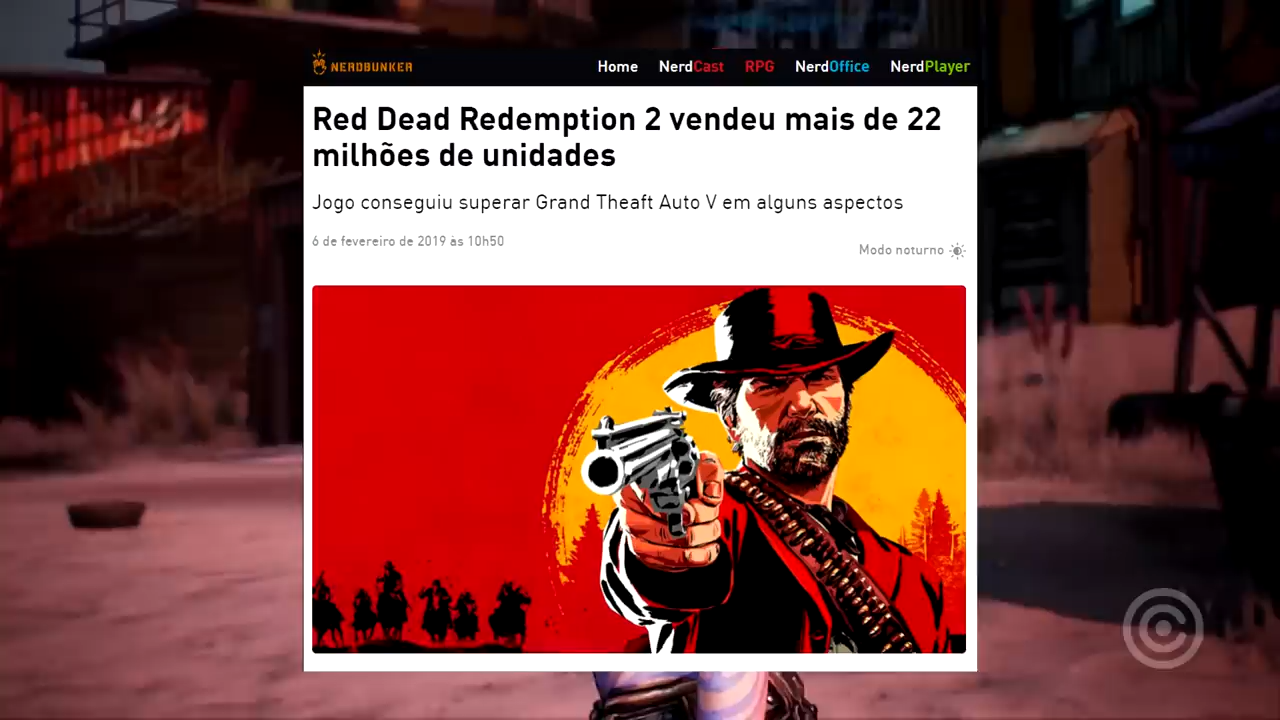 NERDBUNKER
Home NerdCast RPG NerdOffice NerdPlayer
Red Dead Redemption 2 vendeu mais de 22
milhões de unidades
Jogo conseguiu superar Grand Theaft Auto V em alguns aspectos
6 de fevereiro de 2019 às 10h50
Modo noturno